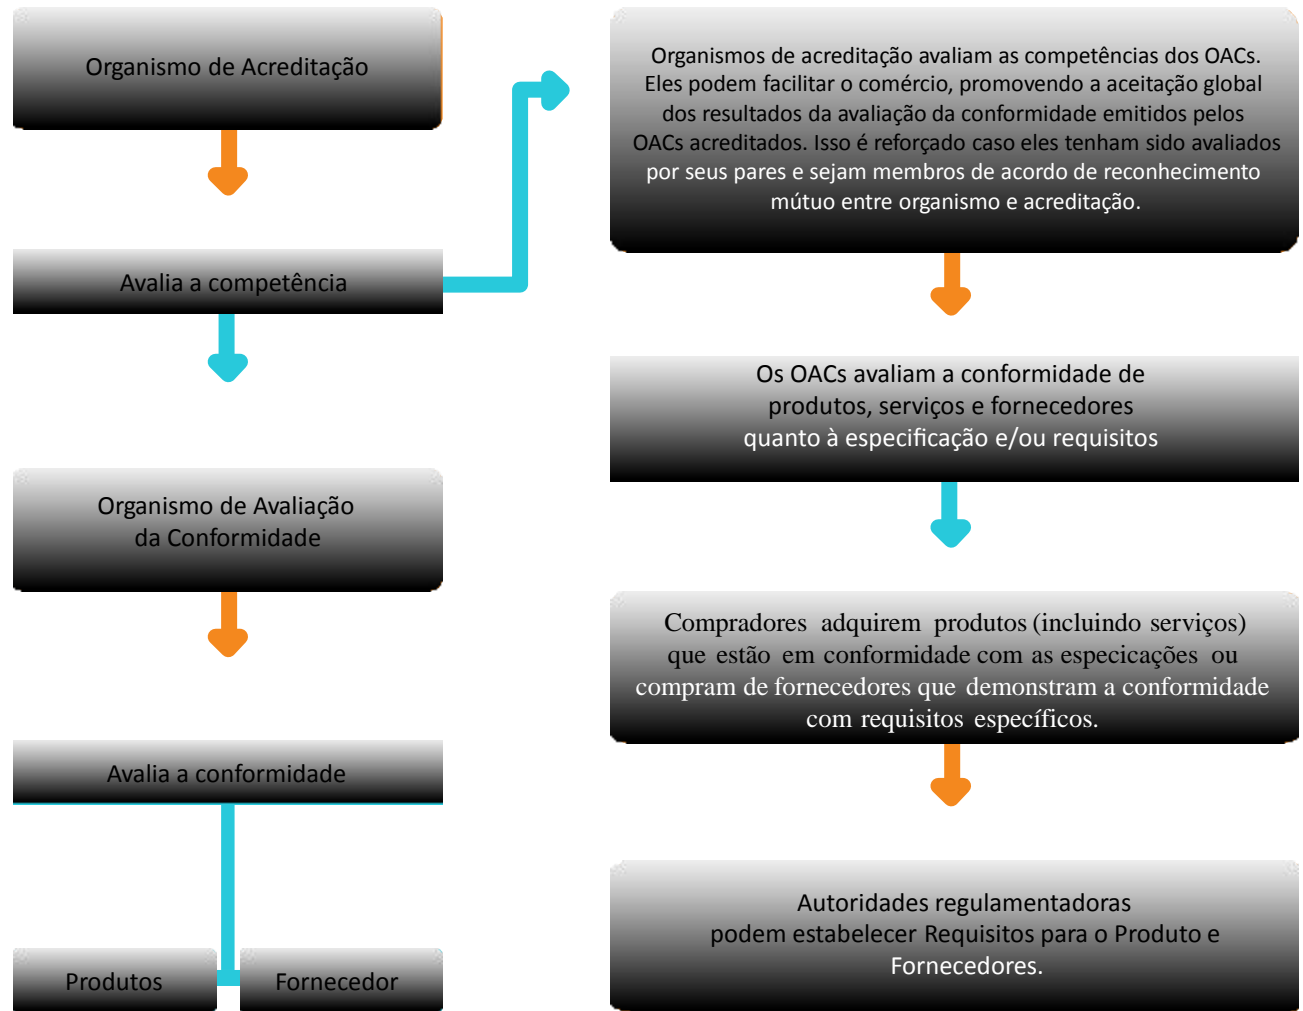 Organismo de Acreditação
Avalia a competência
Organismo de Avaliação
da Conformidade
Avalia a conformidade
Produtos
Fornecedor
Organismos de acreditação avaliam as competências dos OACs.
Eles podem facilitar o comércio, promovendo a aceitação global
dos resultados da avaliação da conformidade emitidos pelos
OACs acreditados. Isso é reforçado caso eles tenham sido avaliados
por seus pares e sejam membros de acordo de reconhecimento
mútuo entre organismo e acreditação.
Os OACs avaliam a conformidade de
produtos, serviços e fornecedores
quanto à especificação e/ou requisitos
Compradores adquirem produtos (incluindo serviços)
que estão em conformidade com as especicações ou
compram de fornecedores que demonstram a conformidade
com requisitos específicos.
Autoridades regulamentadoras
podem estabelecer Requisitos para o Produto e
Fornecedores.